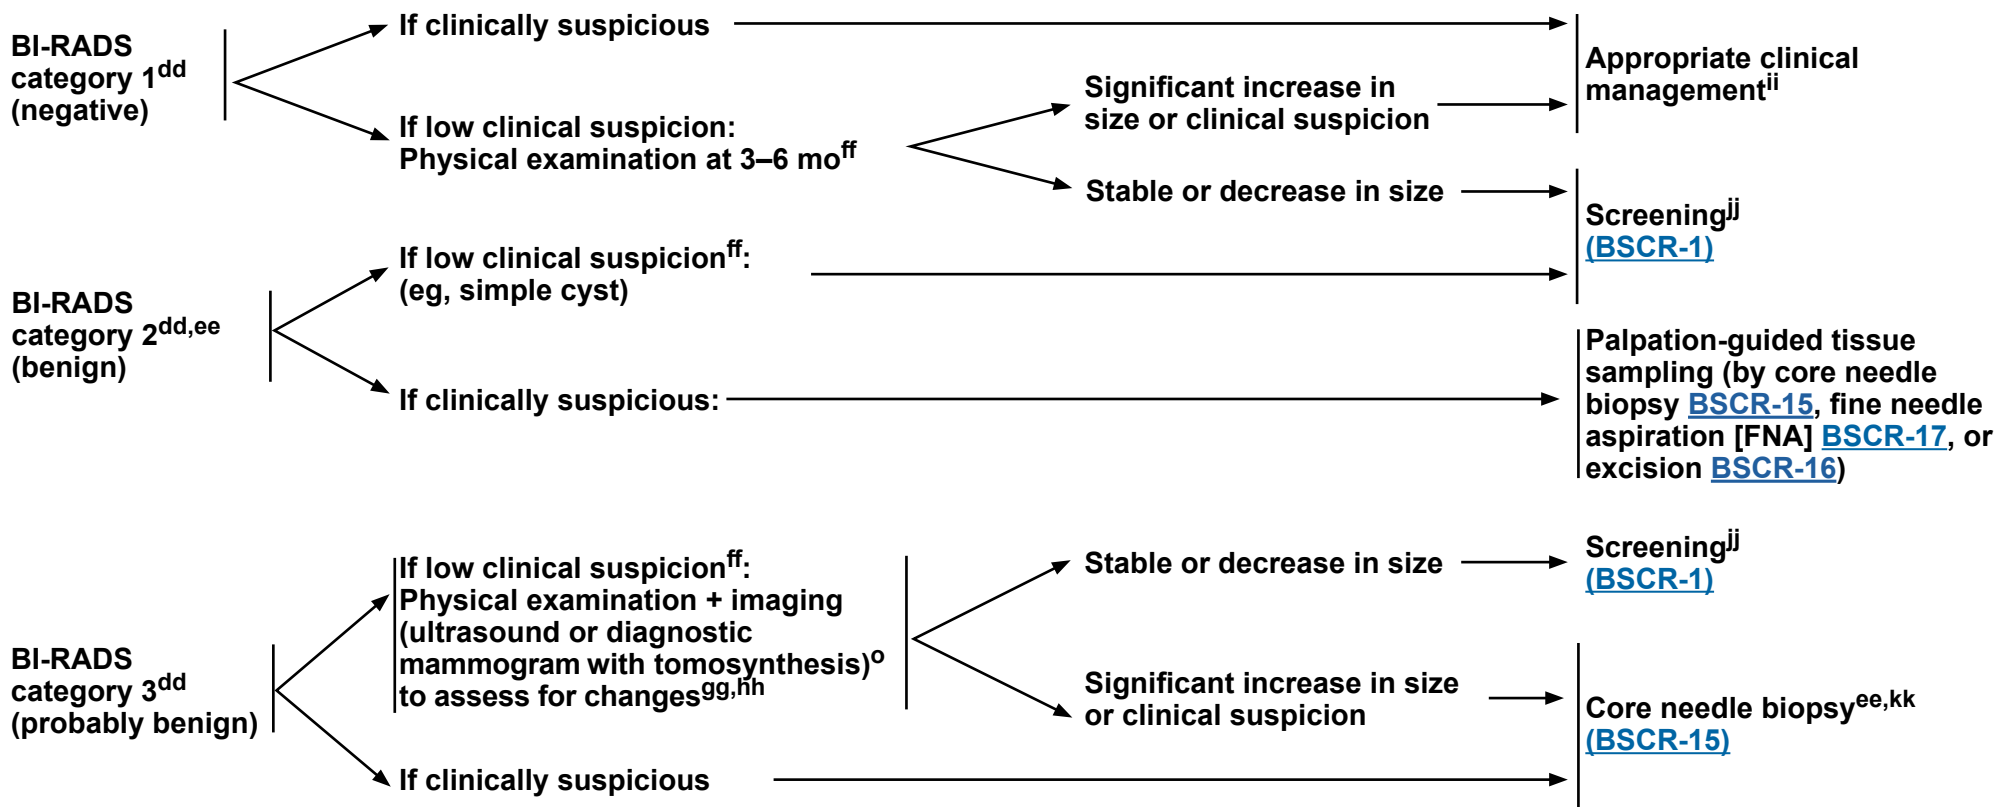 BI-RADS
category 1dd
(negative)
If clinically suspicious
If low clinical suspicion:
Physical examination at 3–6 moff
Significant increase in
size or clinical suspicion
Stable or decrease in size
Appropriate clinical
managementii
Screeningjj
(BSCR-1)
BI-RADS
category 2dd,ee
(benign)
If low clinical suspicionff:
(eg, simple cyst)
If clinically suspicious:
Palpation-guided tissue
sampling (by core needle
biopsy BSCR-15, fine needle
aspiration [FNA] BSCR-17, or
excision BSCR-16)
BI-RADS
category 3dd
(probably benign)
If low clinical suspicionff:
Physical examination + imaging
(ultrasound or diagnostic
mammogram with tomosynthesis)o
to assess for changesgg,hh
If clinically suspicious
Stable or decrease in size
Significant increase in size
or clinical suspicion
Screeningjj
(BSCR-1)
Core needle biopsyee,kk
(BSCR-15)